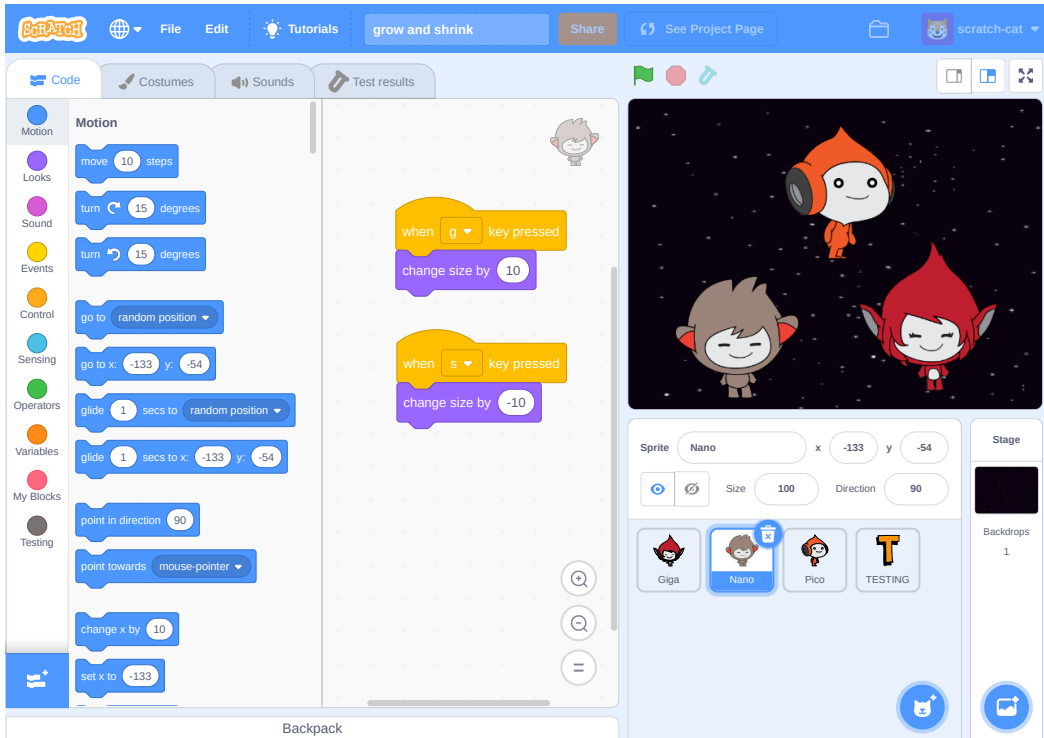 SCRATCH File Edit Tutorials grow and shrink Share See Project Page scratch-cat
Code Costumes Sounds Test results
Motion
Looks
Sound
Events
Control
Sensing
Operators
Variables
My Blocks
Testing
Motion
move 10 steps
turn 15 degrees
turn 15 degrees
go to random position
go to x: -133 y: -54
glide 1 secs to random position
glide 1 secs to x: -133 y: -54
point in direction 90
point towards mouse-pointer
change x by 10
set x to -133
when g key pressed
change size by 10
when s key pressed
change size by -10
Backpack
Sprite Nano x -133 y -54
Size 100 Direction 90
Giga Nano Pico TESTING
Stage
Backdrops
1